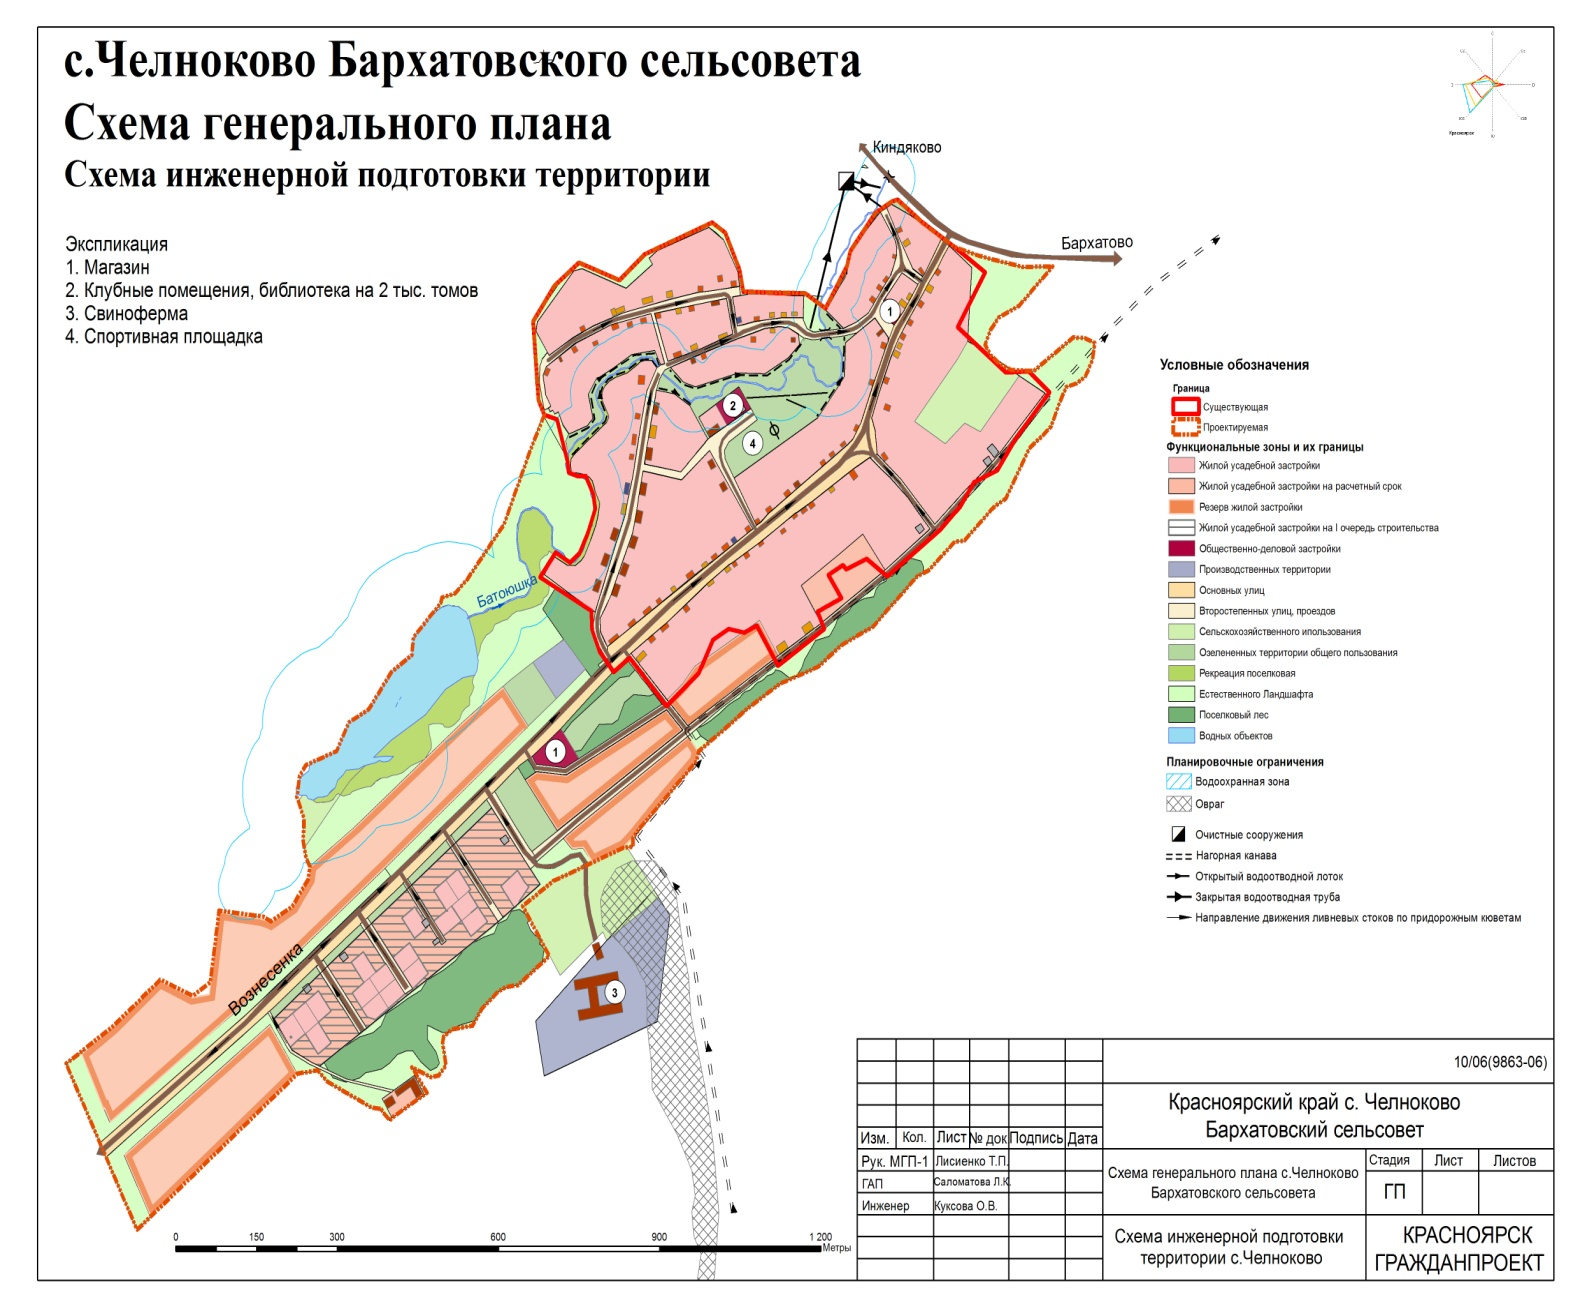 с.Челноково Бархатовского сельсовета
Схема генерального плана
Схема инженерной подготовки территории
Экспликация
1. Магазин
2. Клубные помещения, библиотека на 2 тыс. томов
3. Свиноферма
4. Спортивная площадка
Красноярск
Киндяково
Бархатово
1
2
4
Батоюшка
1
Вознесенка
3
Условные обозначения
Граница
Существующая
Проектируемая
Функциональные зоны и их границы
Жилой усадебной застройки
Жилой усадебной застройки на расчетный срок
Резерв жилой застройки
Жилой усадебной застройки на I очередь строительства
Общественно-деловой застройки
Производственных территории
Основных улиц
Второстепенных улиц, проездов
Сельскохозяйственного ипользования
Озелененных территории общего пользования
Рекреация поселковая
Естественного Ландшафта
Поселковый лес
Водных объектов
Планировочные ограничения
Водоохранная зона
Овраг
Очистные сооружения
Нагорная канава
Открытый водоотводной лоток
Закрытая водоотводная труба
Направление движения ливневых стоков по придорожным кюветам
0 150 300 600 900 1 200
Метры
10/06(9863-06)
Красноярский край с. Челноково
Бархатовский сельсовет
Изм. Кол. Лист № док Подпись Дата
Рук. МГП-1 Лисиенко Т.П.
ГАП Саломатова Л.К.
Инженер Куксова О.В.
Схема генерального плана с.Челноково
Бархатовского сельсовета
Стадия Лист Листов
ГП
Схема инженерной подготовки
территории с.Челноково
КРАСНОЯРСК
ГРАЖДАНПРОЕКТ